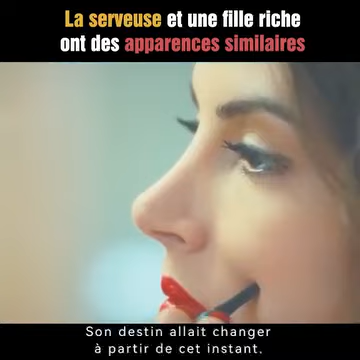 La serveuse et une fille riche
ont des apparences similaires
Son destin allait changer
à partir de cet instant.